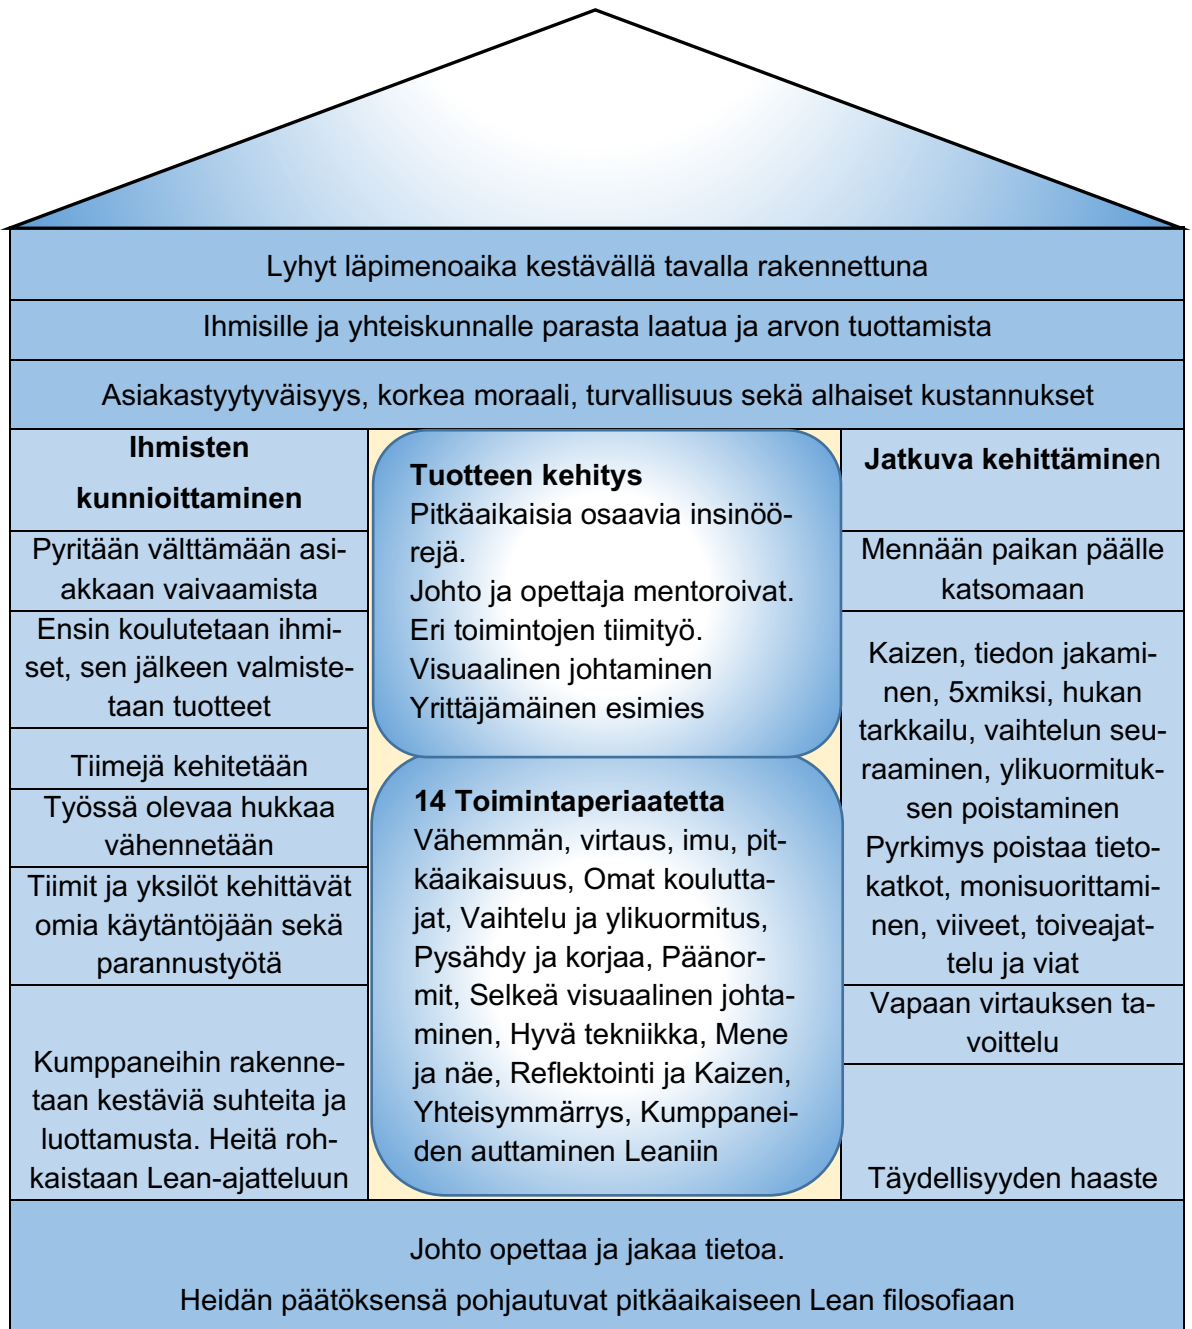 Lyhyt läpimenoaika kestävällä tavalla rakennettuna
Ihmisille ja yhteiskunnalle parasta laatua ja arvon tuottamista
Asiakastyytyväisyys, korkea moraali, turvallisuus sekä alhaiset kustannukset
Ihmisten
kunnioittaminen
Pyritään välttämään asi-
akkaan vaivaamista
Ensin koulutetaan ihmi-
set, sen jälkeen valmiste-
taan tuotteet
Tiimejä kehitetään
Työssä olevaa hukkaa
vähennetään
Tiimit ja yksilöt kehittävät
omia käytäntöjään sekä
parannustyötä
Kumppaneihin rakenne-
taan kestäviä suhteita ja
luottamusta. Heitä roh-
kaistaan Lean-ajatteluun
Tuotteen kehitys
Pitkäaikaisia osaavia insinöö-
rejä.
Johto ja opettaja mentoroivat.
Eri toimintojen tiimityö.
Visuaalinen johtaminen
Yrittäjämäinen esimies
14 Toimintaperiaatetta
Vähemmän, virtaus, imu, pit-
käaikaisuus, Omat koulutta-
jat, Vaihtelu ja ylikuormitus,
Pysähdy ja korjaa, Päänor-
mit, Selkeä visuaalinen johta-
minen, Hyvä tekniikka, Mene
ja näe, Reflektointi ja Kaizen,
Yhteisymmärrys, Kumppanei-
den auttaminen Leaniin
Jatkuva kehittäminen
Mennään paikan päälle
katsomaan
Kaizen, tiedon jakami-
nen, 5xmiksi, hukan
tarkkailu, vaihtelun seu-
raaminen, ylikuormituk-
sen poistaminen
Pyrkimys poistaa tieto-
katkot, monisuorittami-
nen, viiveet, toiveajat-
telu ja viat
Vapaan virtauksen ta-
voittelu
Täydellisyyden haaste
Johto opettaa ja jakaa tietoa.
Heidän päätöksensä pohjautuvat pitkäaikaiseen Lean filosofiaan